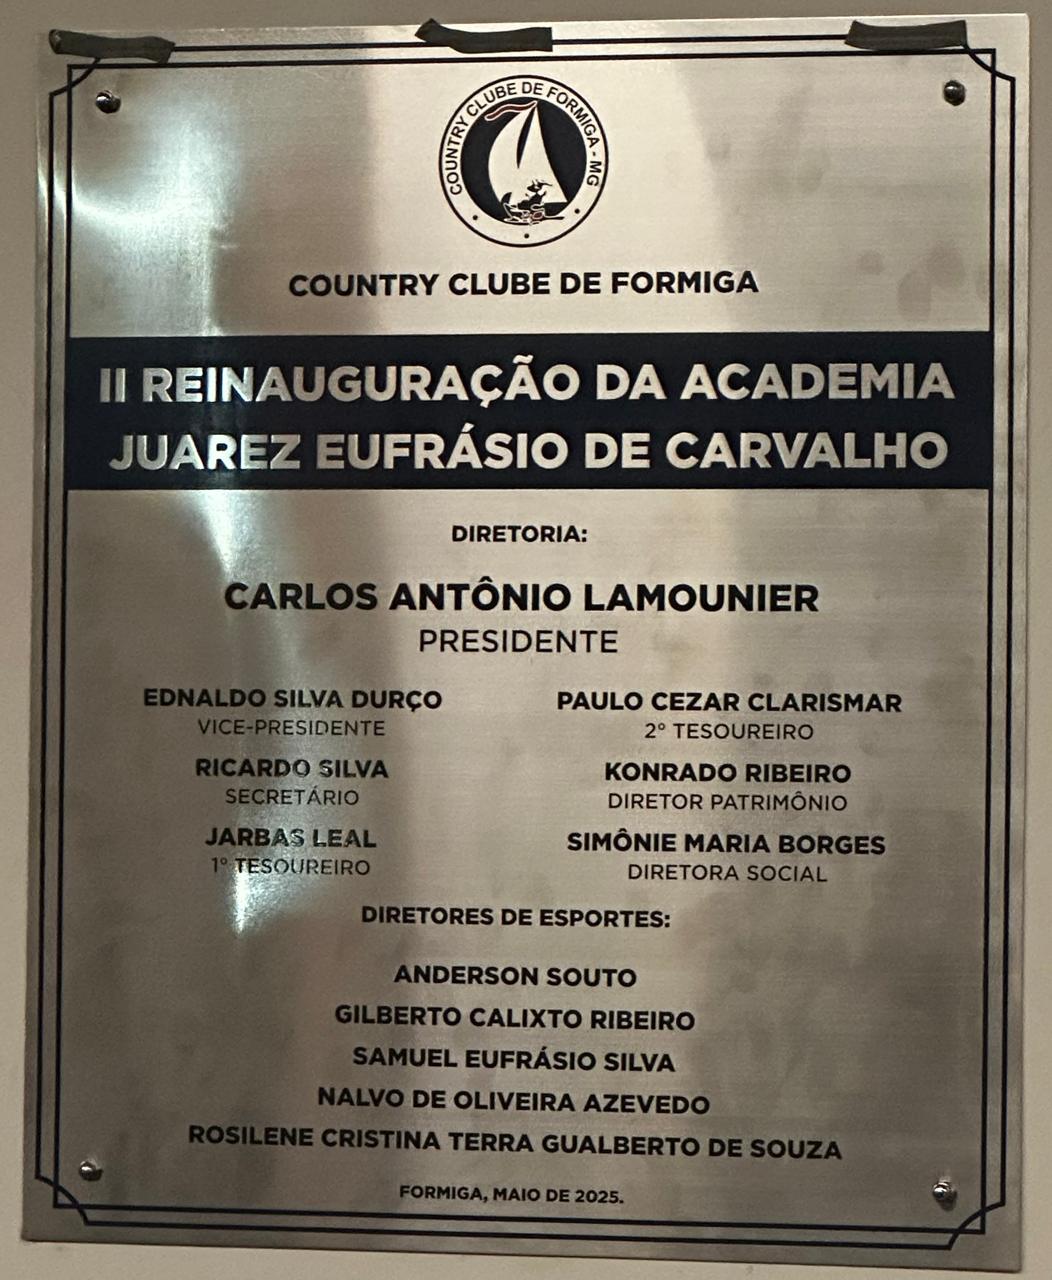 COUNTRY CLUBE DE FORMIGA - MG
COUNTRY CLUBE DE FORMIGA
II REINAUGURAÇÃO DA ACADEMIA
JUAREZ EUFRÁSIO DE CARVALHO
DIRETORIA:
CARLOS ANTÔNIO LAMOUNIER
PRESIDENTE
EDNALDO SILVA DURÇO
VICE-PRESIDENTE
RICARDO SILVA
SECRETÁRIO
JARBAS LEAL
1º TESOUREIRO
PAULO CEZAR CLARISMAR
2º TESOUREIRO
KONRADO RIBEIRO
DIRETOR PATRIMÔNIO
SIMÔNIE MARIA BORGES
DIRETORA SOCIAL
DIRETORES DE ESPORTES:
ANDERSON SOUTO
GILBERTO CALIXTO RIBEIRO
SAMUEL EUFRÁSIO SILVA
NALVO DE OLIVEIRA AZEVEDO
ROSILENE CRISTINA TERRA GUALBERTO DE SOUZA
FORMIGA, MAIO DE 2025.